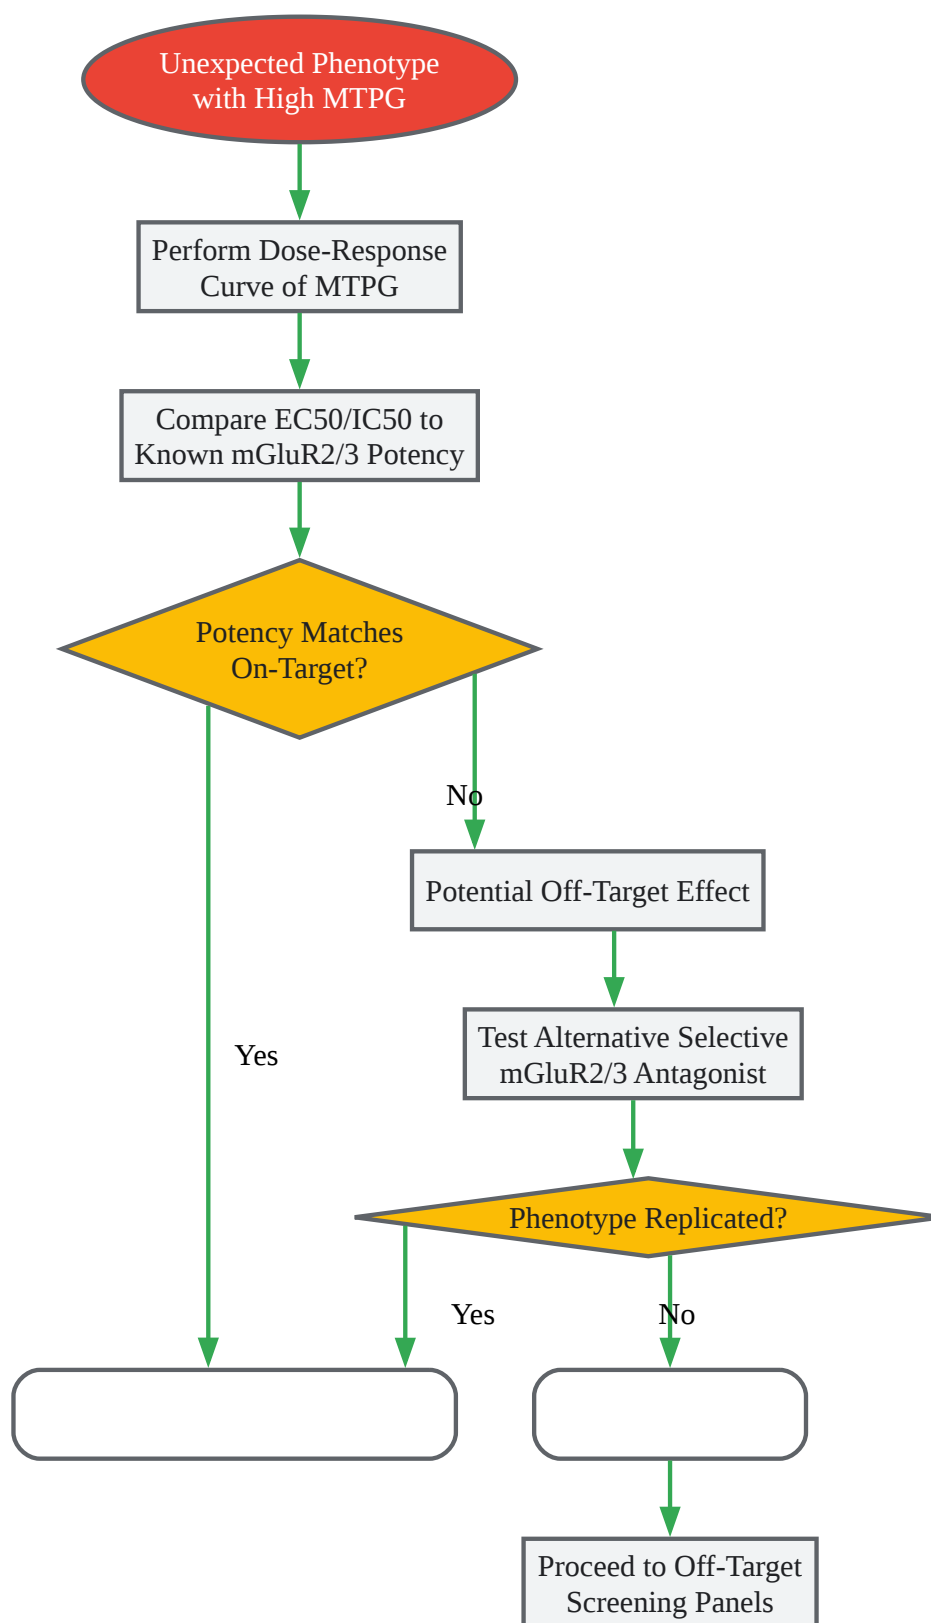 Unexpected Phenotype
with High MTPG
Perform Dose-Response
Curve of MTPG
Compare EC50/IC50 to
Known mGluR2/3 Potency
Potency Matches
On-Target?
No
Potential Off-Target Effect
Test Alternative Selective
mGluR2/3 Antagonist
Yes
Phenotype Replicated?
Yes
No
Proceed to Off-Target
Screening Panels